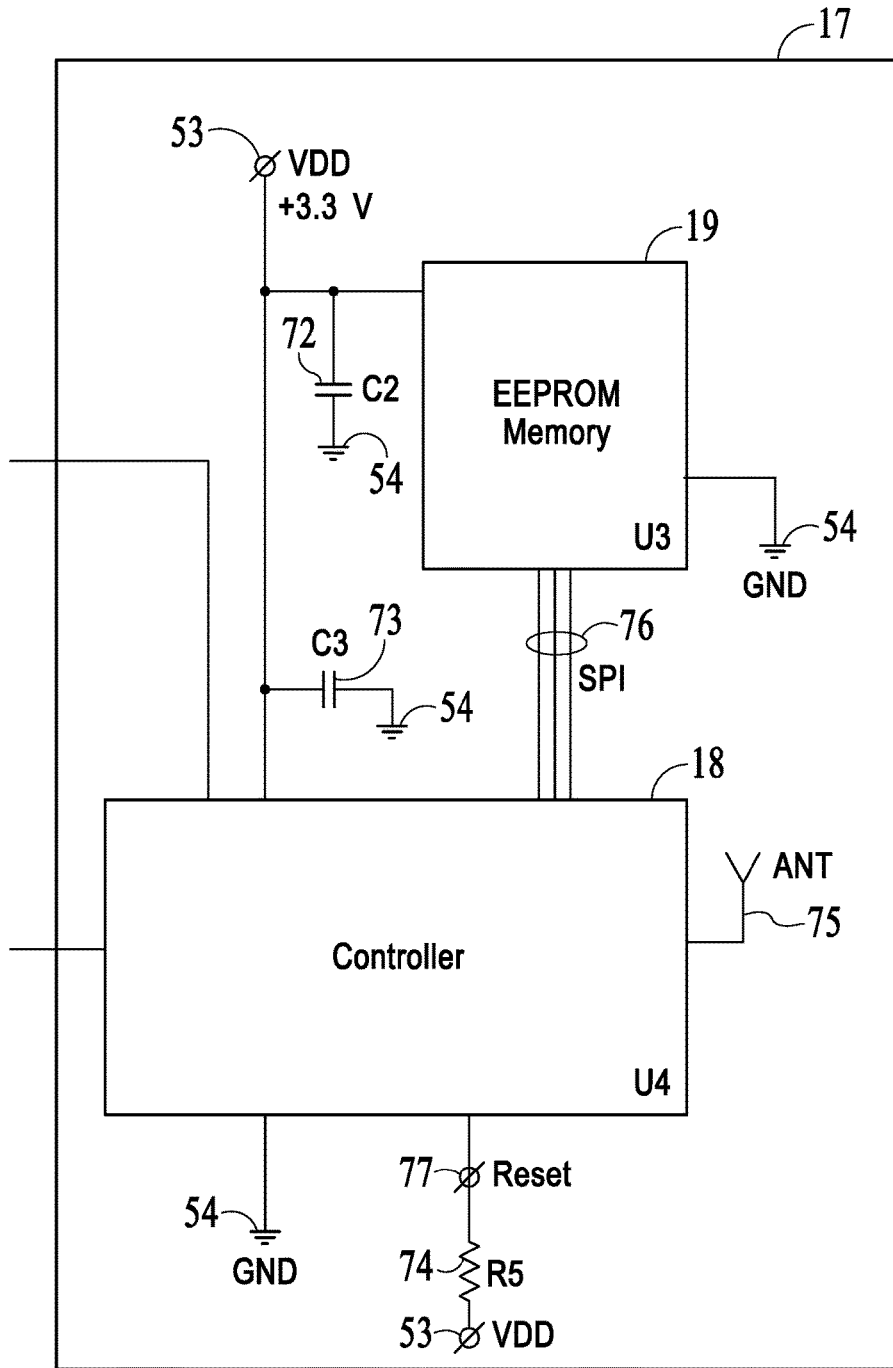 17
53
VDD
+3.3 V
19
72
C2
54
EEPROM
Memory
U3
54
GND
76
SPI
C3
73
54
18
ANT
75
Controller
U4
77
Reset
54
GND
74
R5
53
VDD